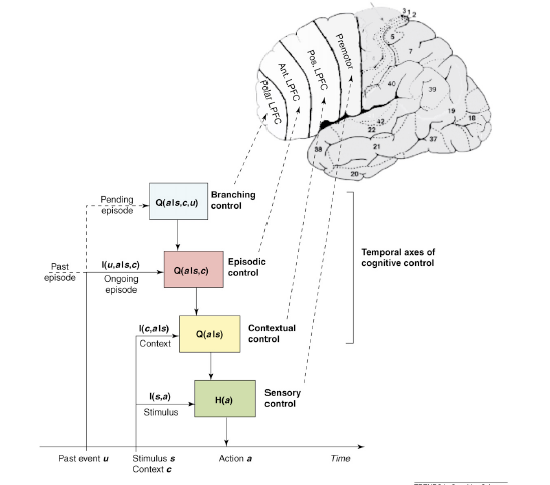 3 1 2
5
7
Premotor
Pos. LPFC
Ant. LPFC
Polar LPFC
40
39
19
18
42
22
21
37
38
20
Pending
episode
Q(a|s,c,u)
Branching
control
Past
episode
I(u,a|s,c)
Ongoing
episode
Q(a|s,c)
Episodic
control
Temporal axes of
cognitive control
I(c,a|s)
Context
Q(a|s)
Contextual
control
I(s,a)
Stimulus
H(a)
Sensory
control
Past event u
Stimulus s
Context c
Action a
Time